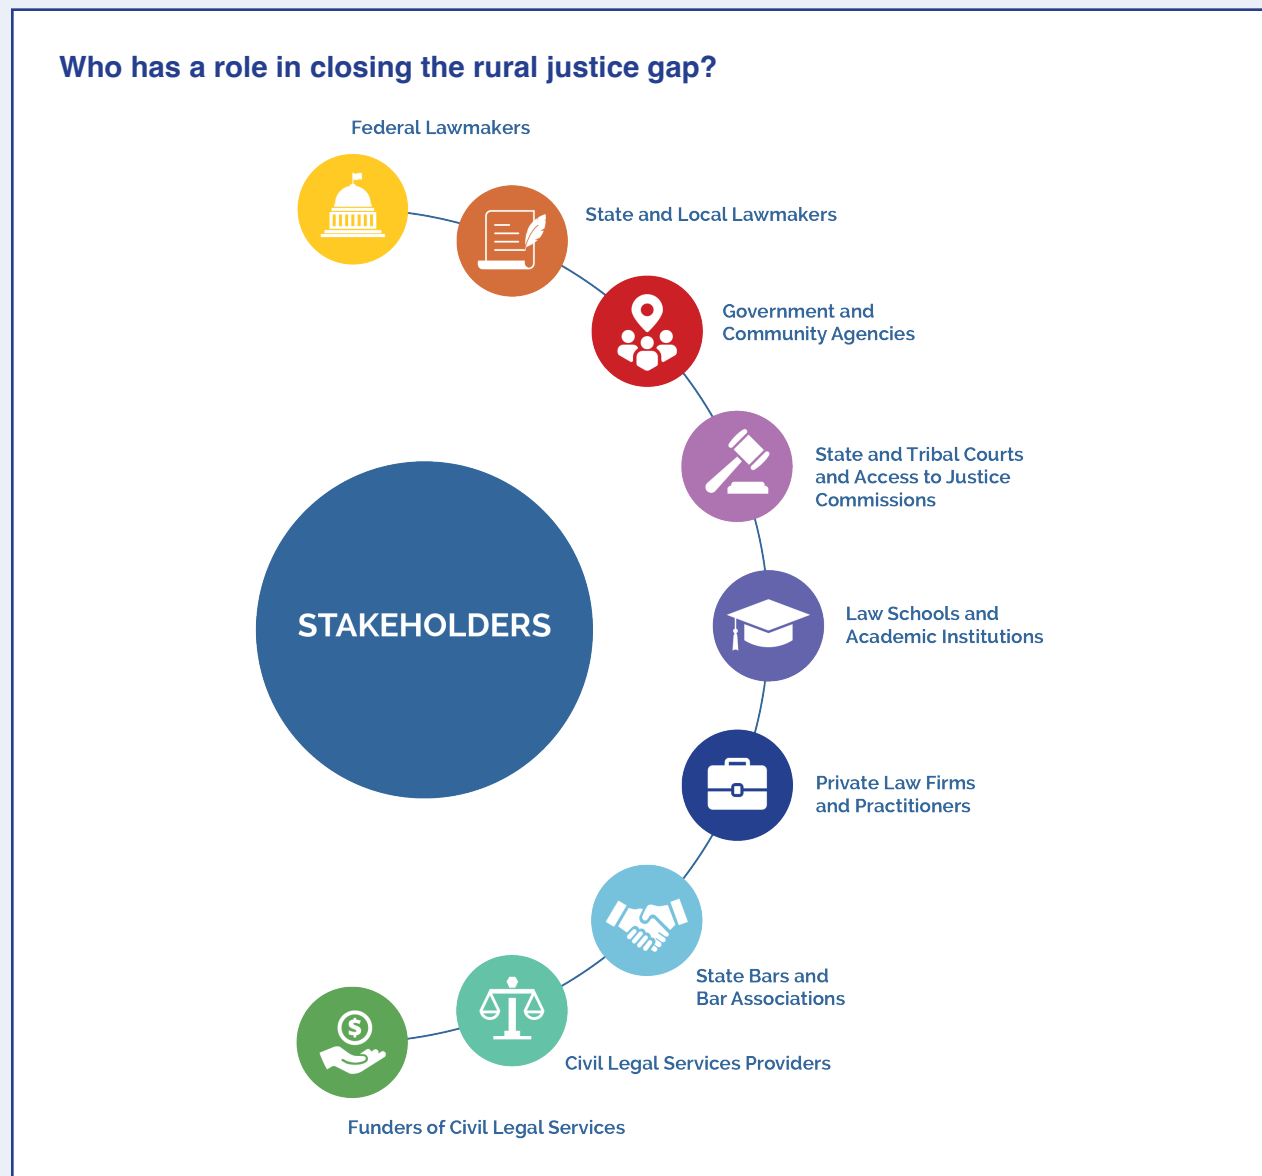 Who has a role in closing the rural justice gap?
Federal Lawmakers
State and Local Lawmakers
Government and
Community Agencies
State and Tribal Courts
and Access to Justice
Commissions
STAKEHOLDERS
Law Schools and
Academic Institutions
Private Law Firms
and Practitioners
State Bars and
Bar Associations
Civil Legal Services Providers
$
Funders of Civil Legal Services